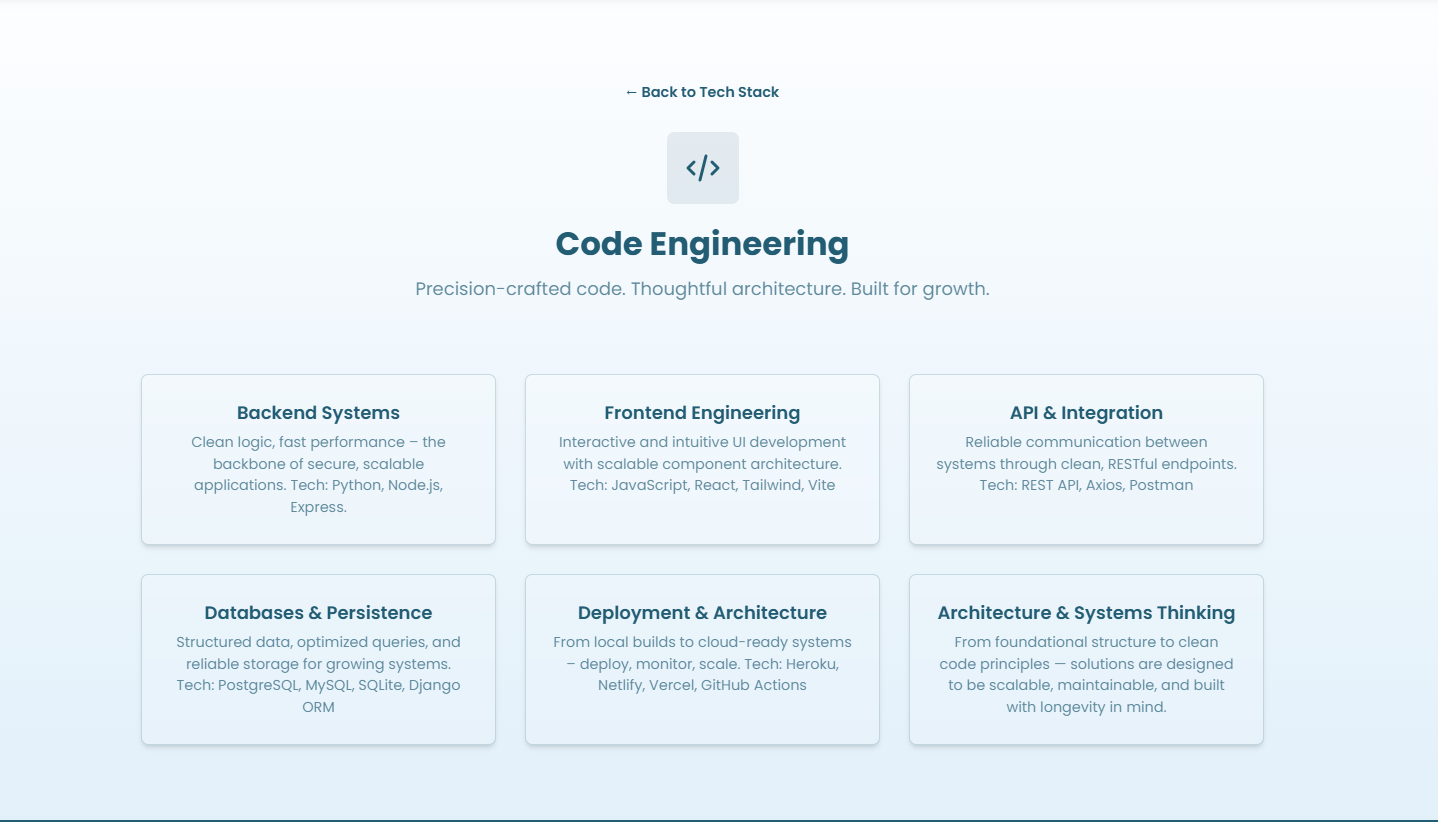 ← Back to Tech Stack
</>
Code Engineering
Precision-crafted code. Thoughtful architecture. Built for growth.
Backend Systems
Clean logic, fast performance – the
backbone of secure, scalable
applications. Tech: Python, Node.js,
Express.
Frontend Engineering
Interactive and intuitive UI development
with scalable component architecture.
Tech: JavaScript, React, Tailwind, Vite
API & Integration
Reliable communication between
systems through clean, RESTful endpoints.
Tech: REST API, Axios, Postman
Databases & Persistence
Structured data, optimized queries, and
reliable storage for growing systems.
Tech: PostgreSQL, MySQL, SQLite, Django
ORM
Deployment & Architecture
From local builds to cloud-ready systems
– deploy, monitor, scale. Tech: Heroku,
Netlify, Vercel, GitHub Actions
Architecture & Systems Thinking
From foundational structure to clean
code principles — solutions are designed
to be scalable, maintainable, and built
with longevity in mind.